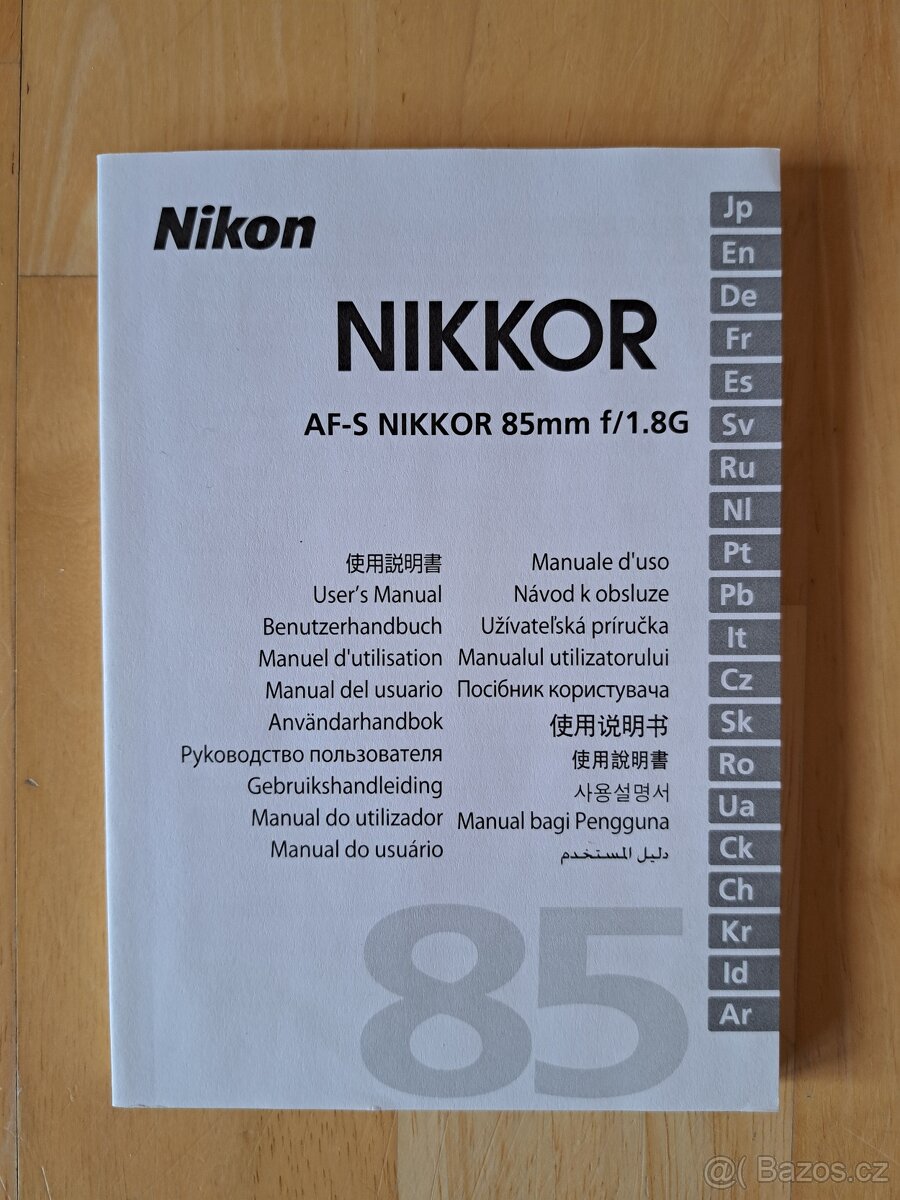 Nikon
NIKKOR
AF-S NIKKOR 85mm f/1.8G
使用説明書
User's Manual
Benutzerhandbuch
Manuel d'utilisation
Manual del usuario
Användarhandbok
Руководство пользователя
Gebruikshandleiding
Manual do utilizador
Manual do usuário
Manuale d'uso
Návod k obsluze
Užívateľská príručka
Manualul utilizatorului
Посібник користувача
使用说明书
使用說明書
사용설명서
Manual bagi Pengguna
دليل المستخدم
85
Jp
En
De
Fr
Es
Sv
Ru
Nl
Pt
Pb
It
Cz
Sk
Ro
Ua
Ck
Ch
Kr
Id
Ar
@( Bazos.cz